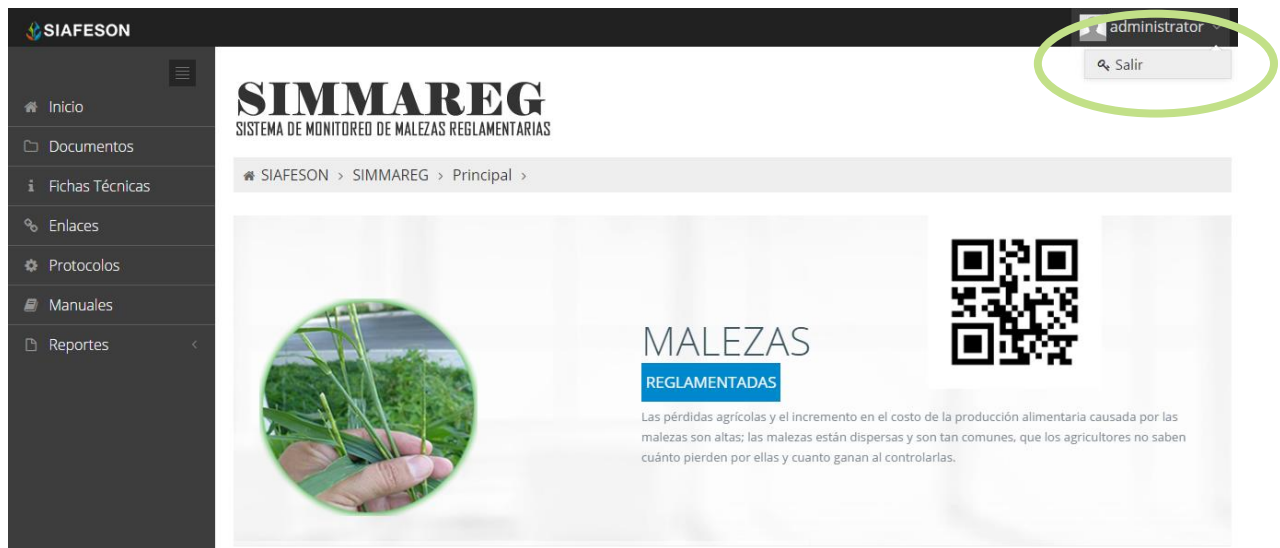 SIAFESON
administrator
Salir
Inicio
Documentos
Fichas Técnicas
Enlaces
Protocolos
Manuales
Reportes
SIMMAREG
SISTEMA DE MONITOREO DE MALEZAS REGLAMENTARIAS
SIAFESON > SIMMAREG > Principal >
MALEZAS
REGLAMENTADAS
Las pérdidas agrícolas y el incremento en el costo de la producción alimentaria causada por las
malezas son altas; las malezas están dispersas y son tan comunes, que los agricultores no saben
cuánto pierden por ellas y cuanto ganan al controlarlas.